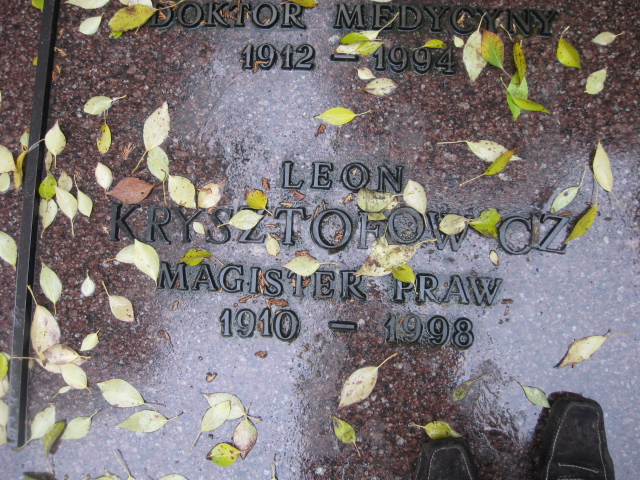 DOKTOR MEDYCYNY
1912 - 1994
LEON
KRYSZTOFOWICZ
MAGISTER PRAW
1910 - 1998